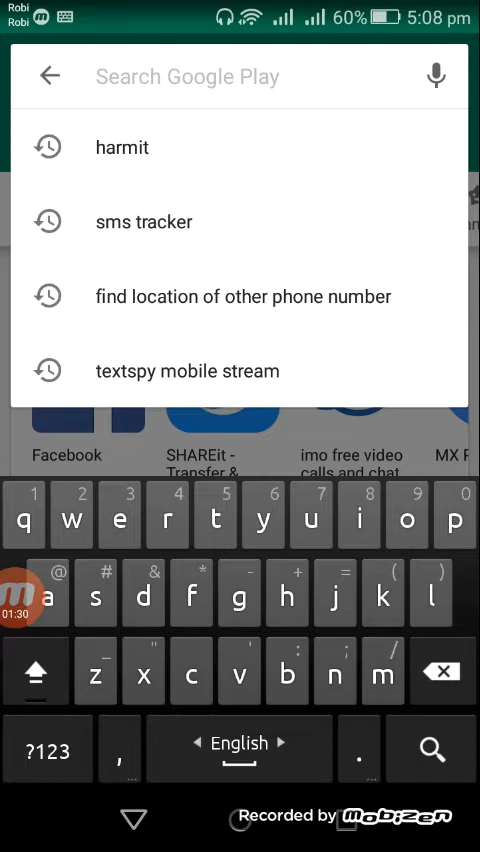 Robi
Robi
60% 5:08 pm
Search Google Play
harmit
sms tracker
find location of other phone number
textspy mobile stream
Facebook
SHAREit -
Transfer &
imo free video
calls and chat
MX
1 2 3 4 5 6 7 8 9 0
q w e r t y u i o p
@ # & * - + = ( )
a s d f g h j k l
01:30
_ " ' : ; /
z x c v b n m
?123 , English . 
Recorded by mobizen